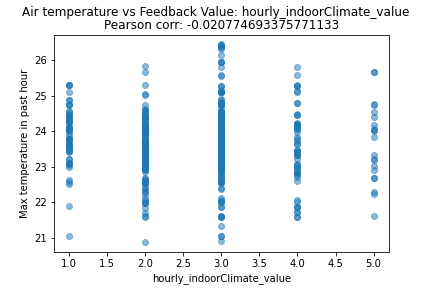 Air temperature vs Feedback Value: hourly_indoorClimate_value
Pearson corr: -0.020774693375771133
Max temperature in past hour
26
25
24
23
22
21
1.0 1.5 2.0 2.5 3.0 3.5 4.0 4.5 5.0
hourly_indoorClimate_value